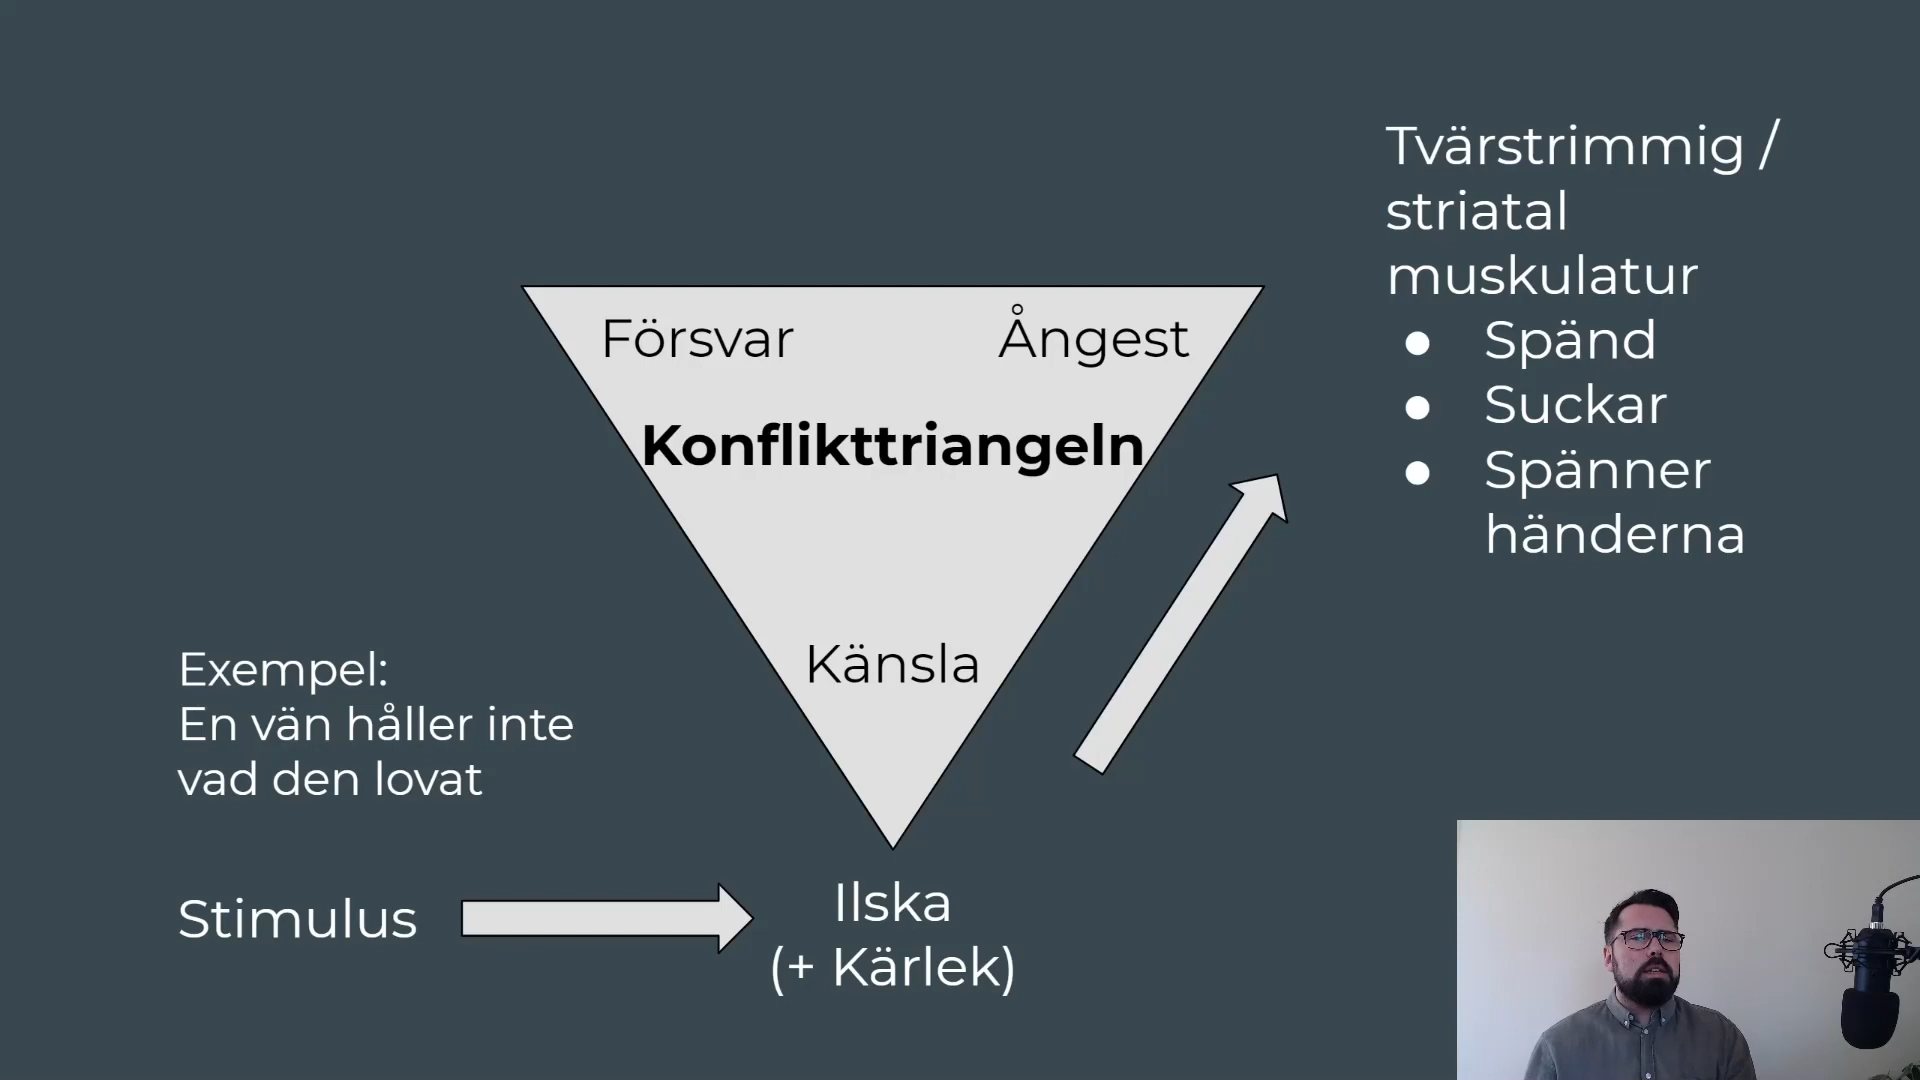 Tvärstrimmig /
striatal
muskulatur
● Spänd
● Suckar
● Spänner
händerna
Försvar
Ångest
Konflikttriangeln
Känsla
Exempel:
En vän håller inte
vad den lovat
Stimulus
Ilska
(+ Kärlek)